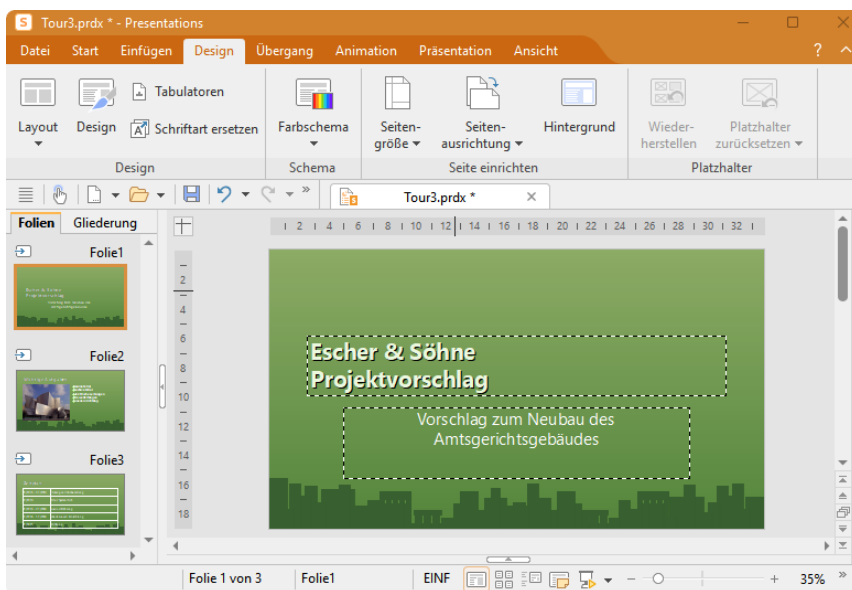 S Tour3.prdx * - Presentations
Datei Start Einfügen Design Übergang Animation Präsentation Ansicht ?
Tabulatoren
Layout Design Schriftart ersetzen Farbschema Seiten- Seiten- Hintergrund Wieder- Platzhalter
größe ausrichtung herstellen zurücksetzen
Design Schema Seite einrichten Platzhalter
» Tour3.prdx * ×
Folien Gliederung 2 4 6 8 10 12 14 16 18 20 22 24 26 28 30 32
Folie1
2
4
6
Escher & Söhne
Projektvorschlag
Folie2
8
10
12
Vorschlag zum Neubau des
Amtsgerichtsgebäudes
Folie3
14
16
18
Folie 1 von 3 Folie1 EINF − + 35% »